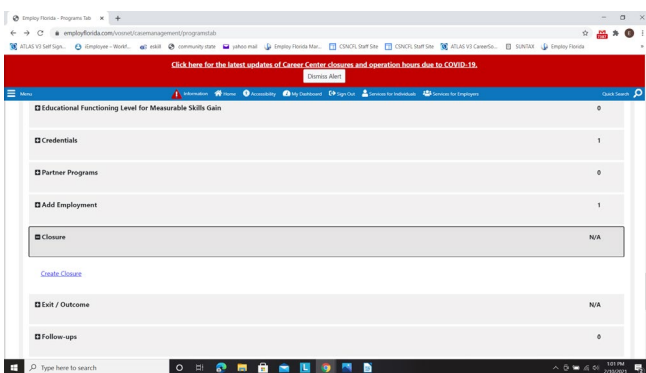 Employ Florida - Programs Tab
employflorida.com/vosnet/casemanagement/programstab
ATLAS V3 Self Sign... iEmployee – Workf... eskill community state yahoo mail Employ Florida Mar... CSNCFL Staff Site CSNCFL Staff Site ATLAS V3 CareerSo... SUNTAX Employ Florida
Click here for the latest updates of Career Center closures and operation hours due to COVID-19.
Dismiss Alert
Menu Information Home Accessibility My Dashboard Sign Out Services for Individuals Services for Employers Quick Search
Educational Functioning Level for Measurable Skills Gain 0
Credentials 1
Partner Programs 0
Add Employment 1
Closure N/A
Create Closure
Exit / Outcome N/A
Follow-ups 0
Type here to search
1:01 PM
2/10/2021